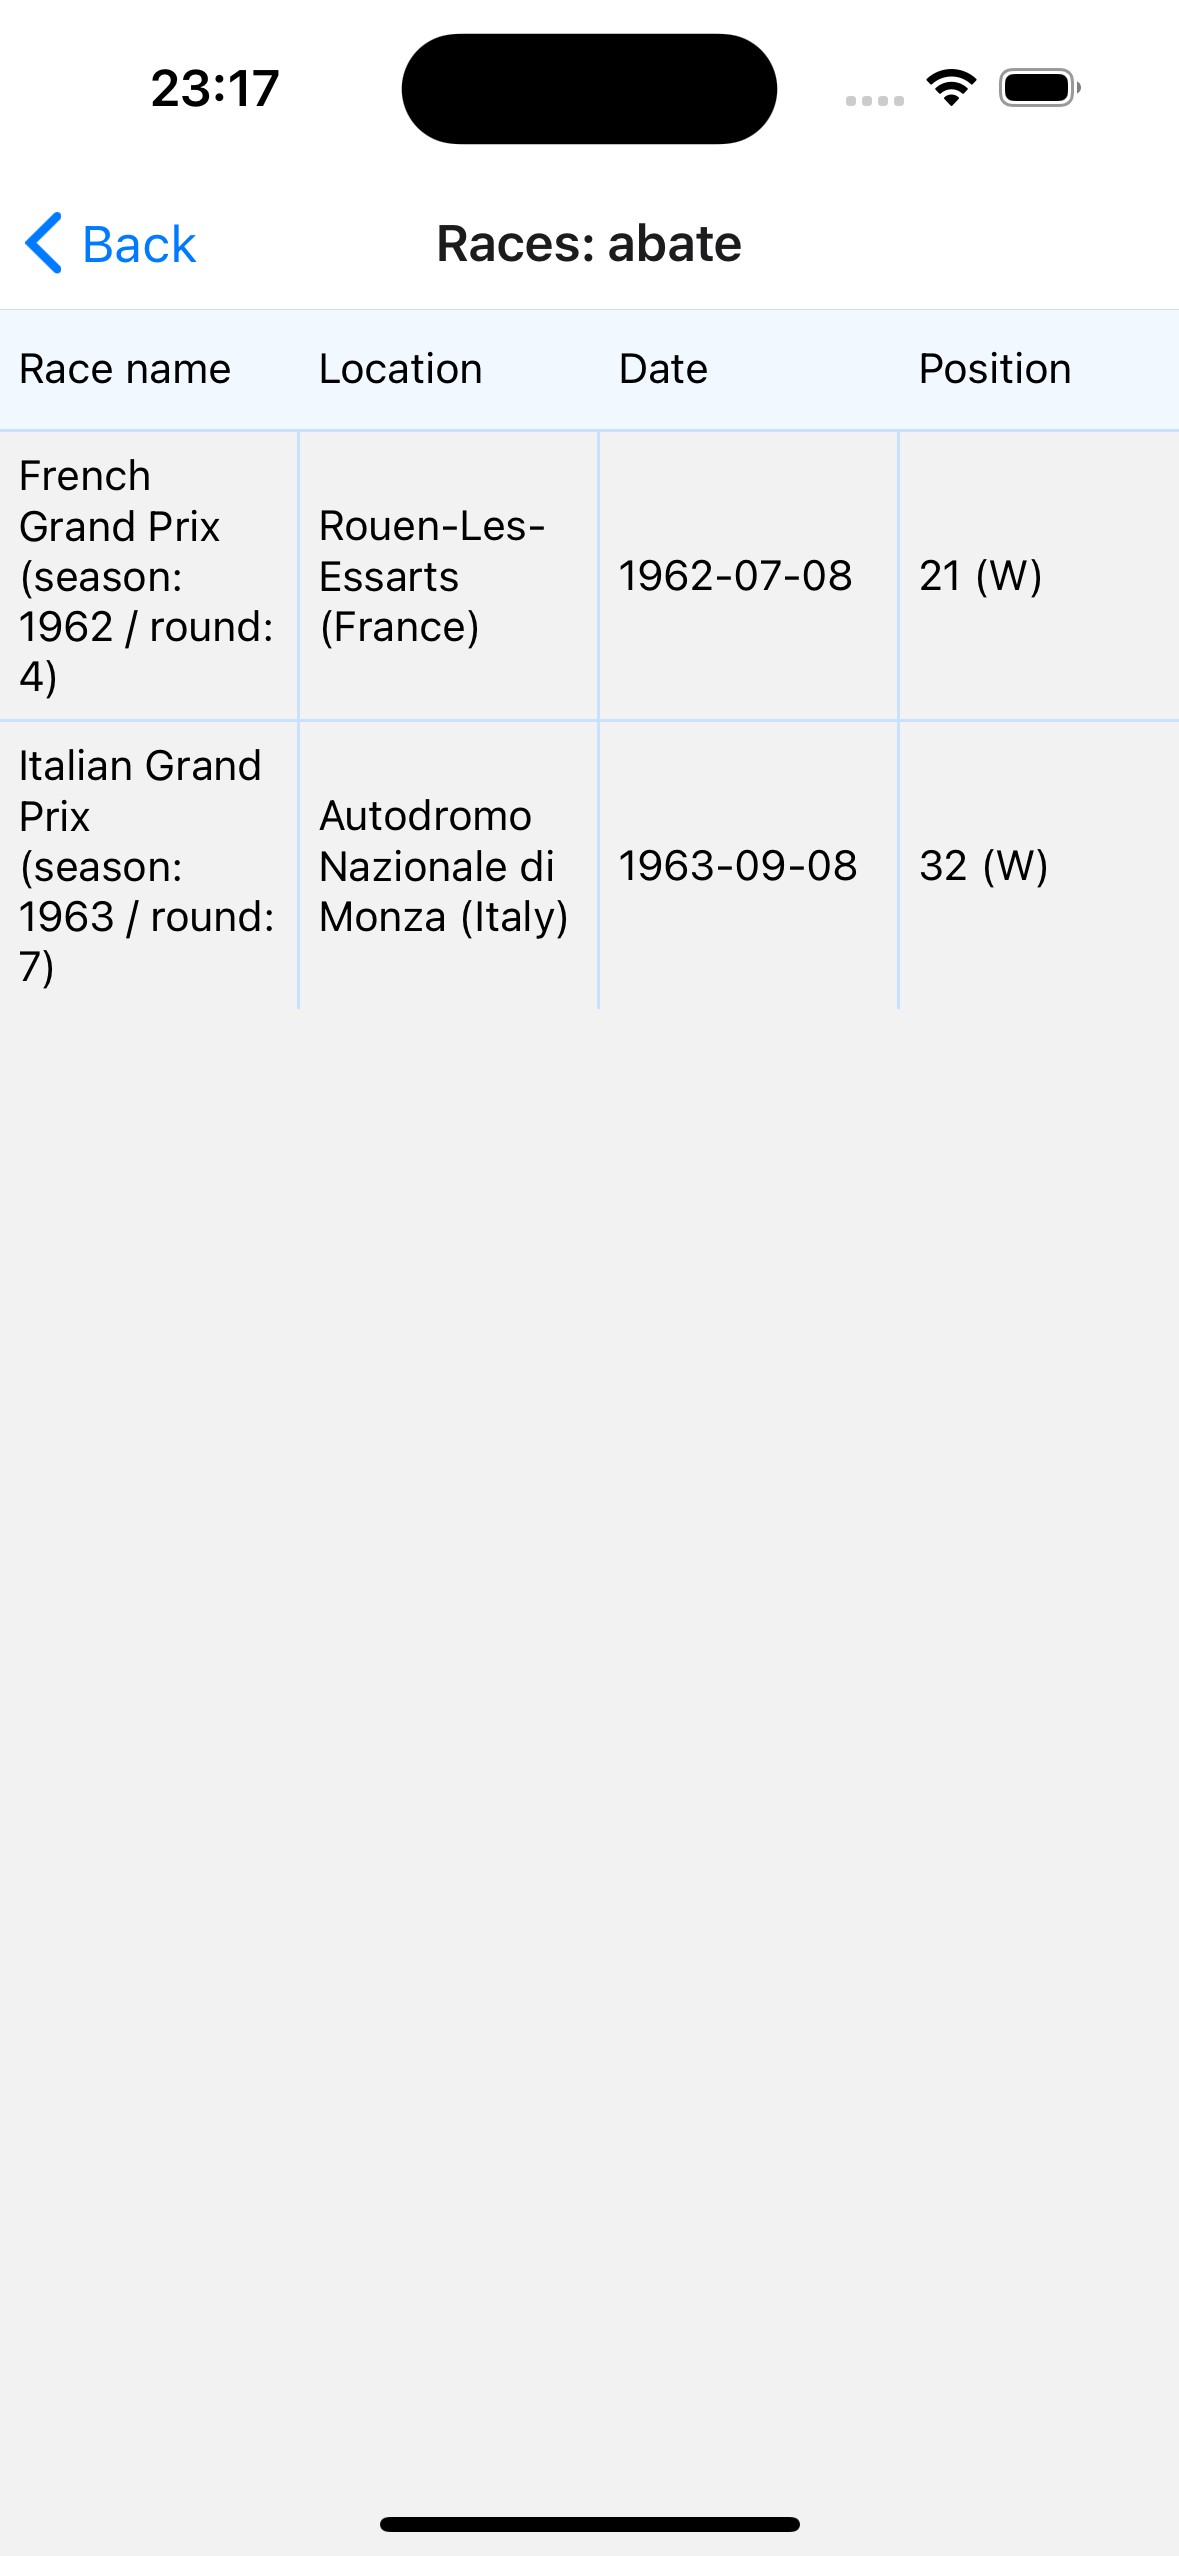 23:17
Back
Races: abate
Race name
Location
Date
Position
French
Grand Prix
(season:
1962 / round:
4)
Rouen-Les-
Essarts
(France)
1962-07-08
21 (W)
Italian Grand
Prix
(season:
1963 / round:
7)
Autodromo
Nazionale di
Monza (Italy)
1963-09-08
32 (W)